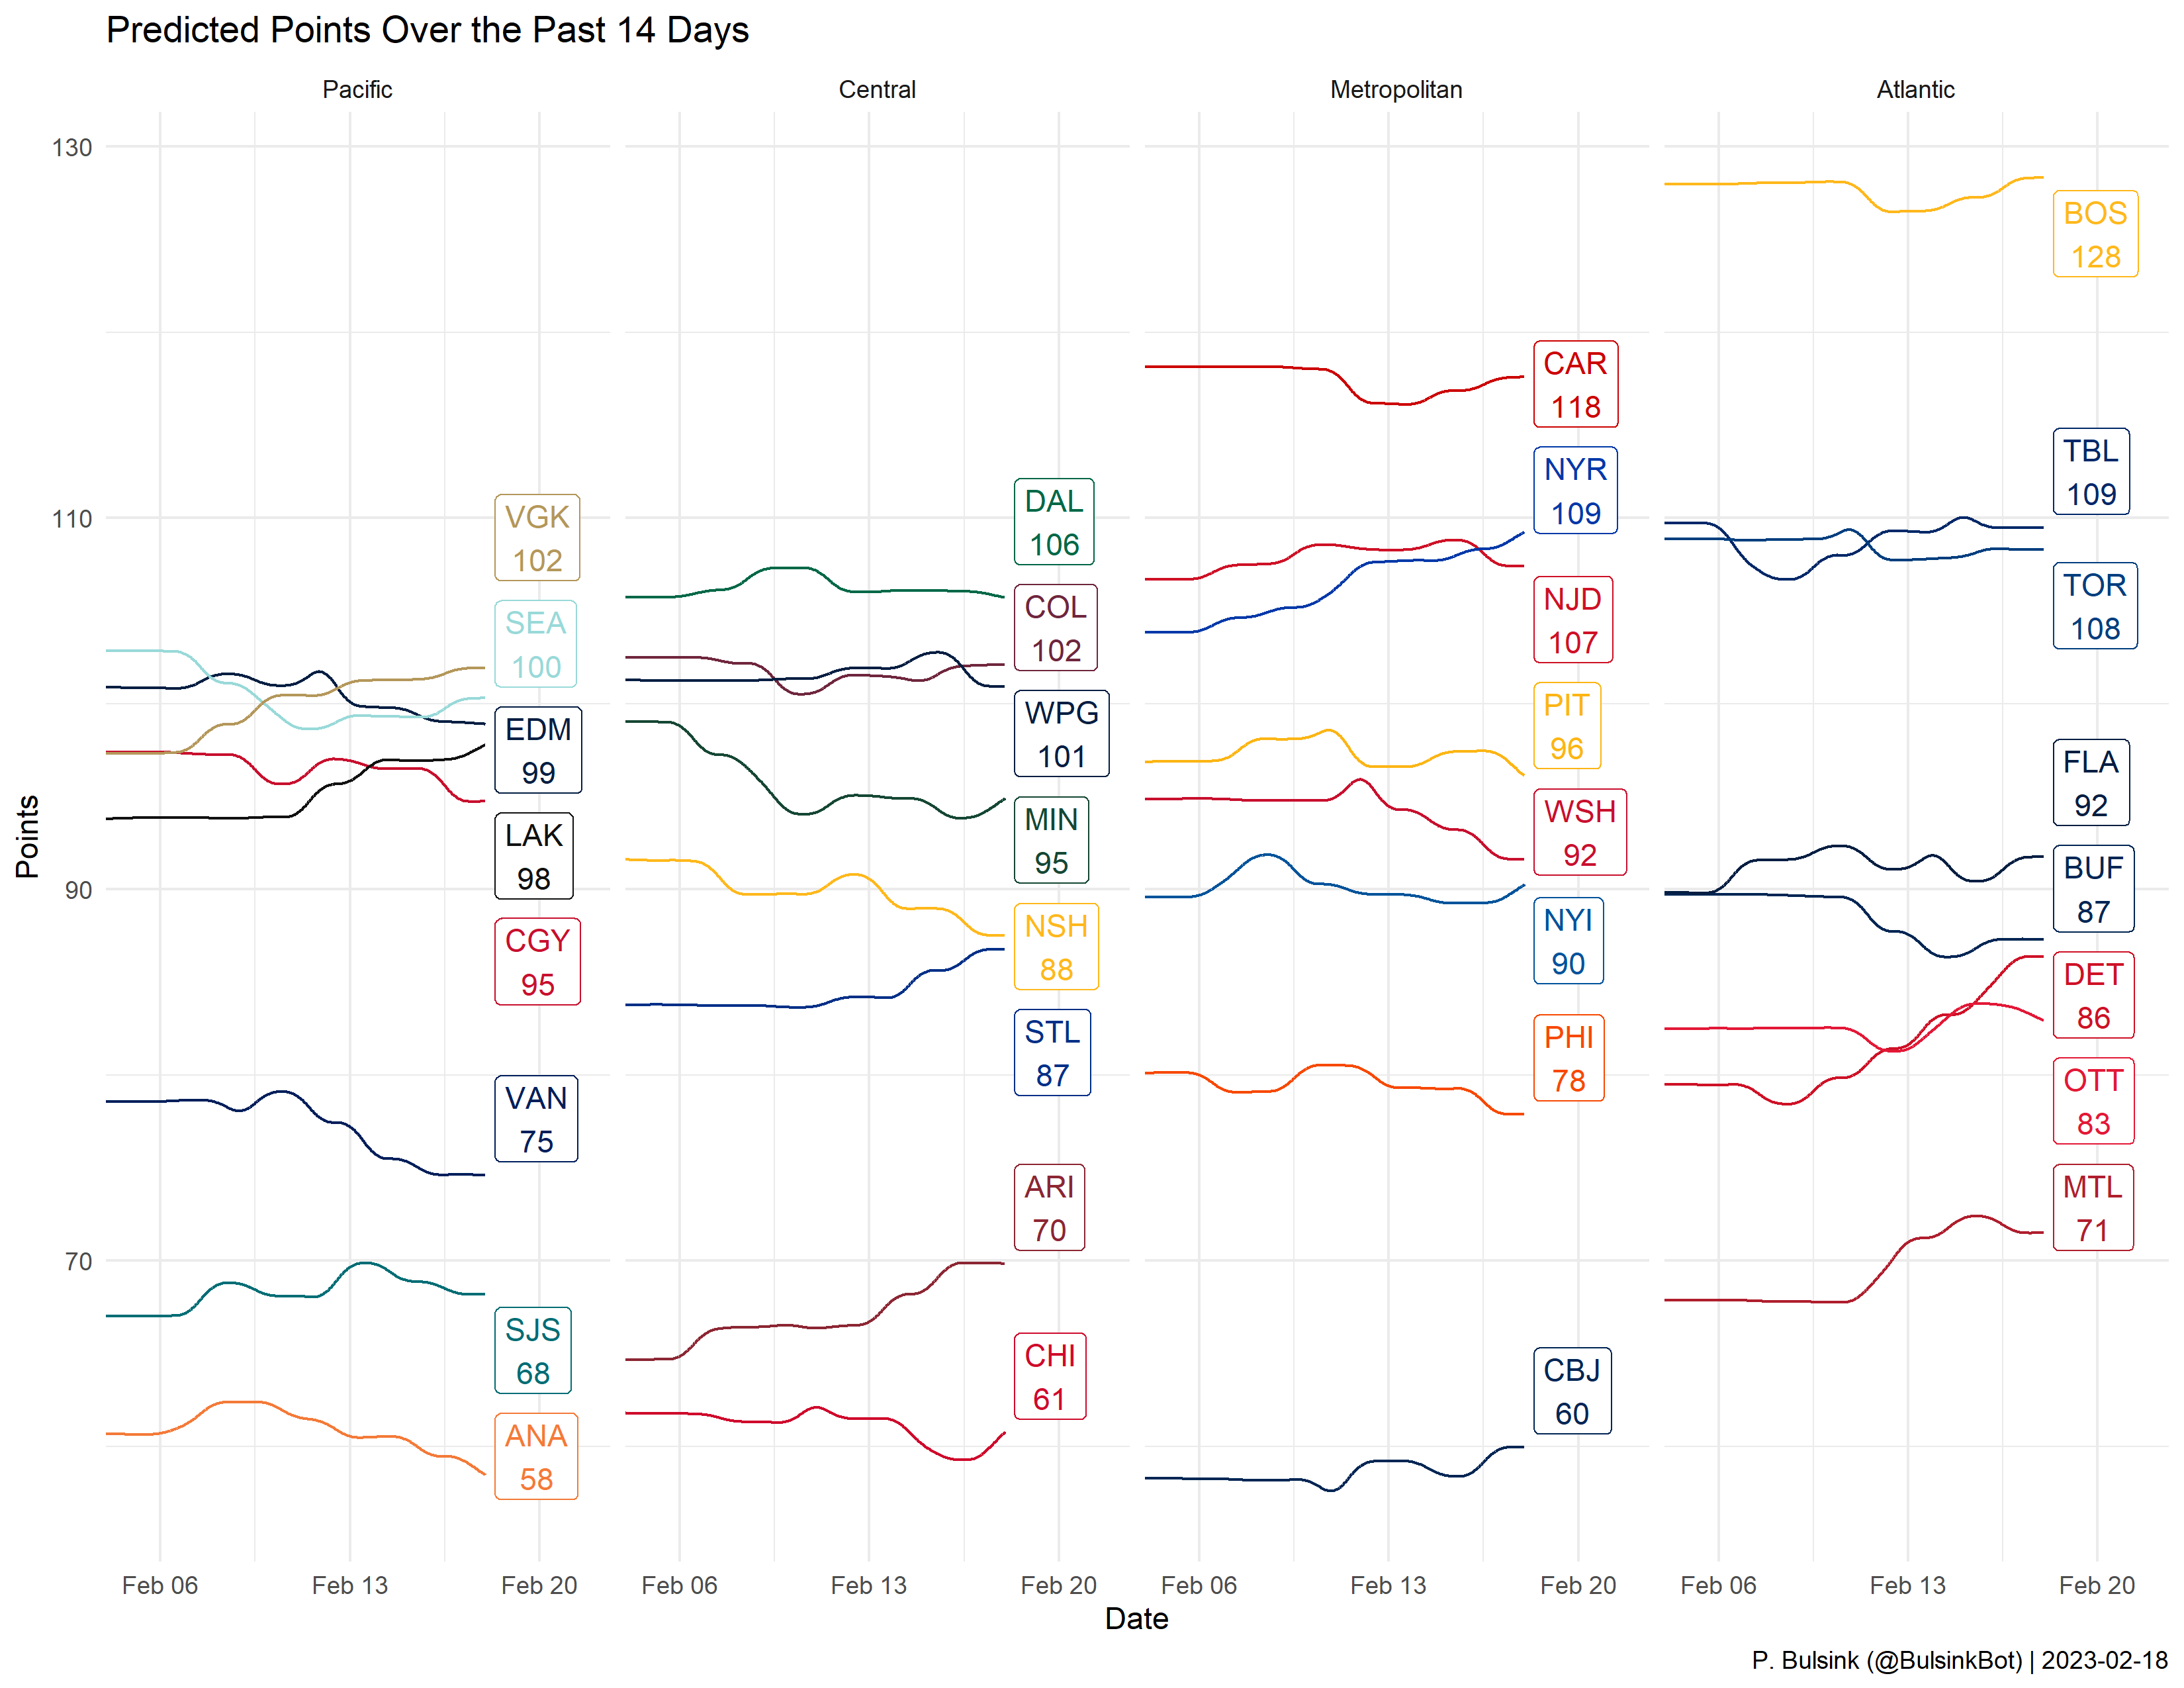 Predicted Points Over the Past 14 Days
Pacific
Central
Metropolitan
Atlantic
Points
130
110
90
70
VGK
102
SEA
100
EDM
99
LAK
98
CGY
95
VAN
75
SJS
68
ANA
58
DAL
106
COL
102
WPG
101
MIN
95
NSH
88
STL
87
ARI
70
CHI
61
CAR
118
NYR
109
NJD
107
PIT
96
WSH
92
NYI
90
PHI
78
CBJ
60
BOS
128
TBL
109
TOR
108
FLA
92
BUF
87
DET
86
OTT
83
MTL
71
Feb 06 Feb 13 Feb 20
Feb 06 Feb 13 Feb 20
Feb 06 Feb 13 Feb 20
Feb 06 Feb 13 Feb 20
Date
P. Bulsink (@BulsinkBot) | 2023-02-18